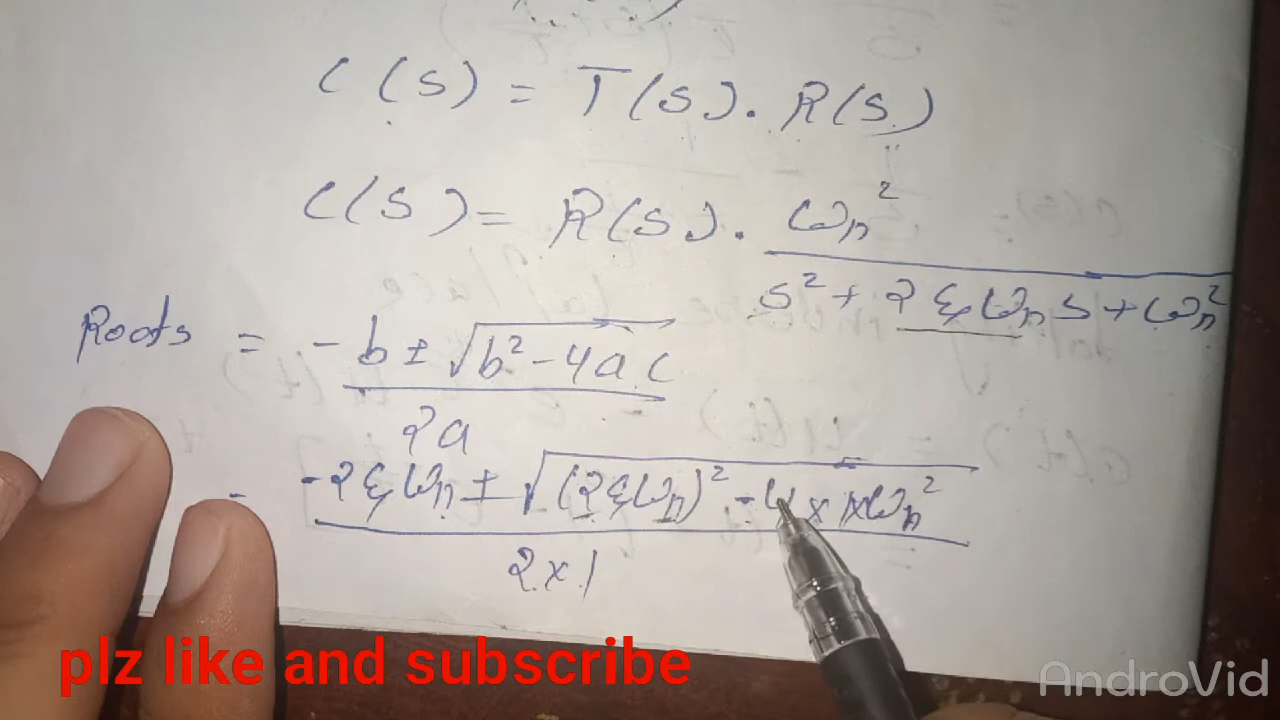 C(s) = T(s). R(s)
C(s) = R(s). ωn²
s² + 2ξωns + ωn²
Roots = -b ± √b² - 4ac
2a
- -2ξωn ± √(2ξωn)² - 4 x 1 x ωn²
2 x 1
plz like and subscribe
AndroVid